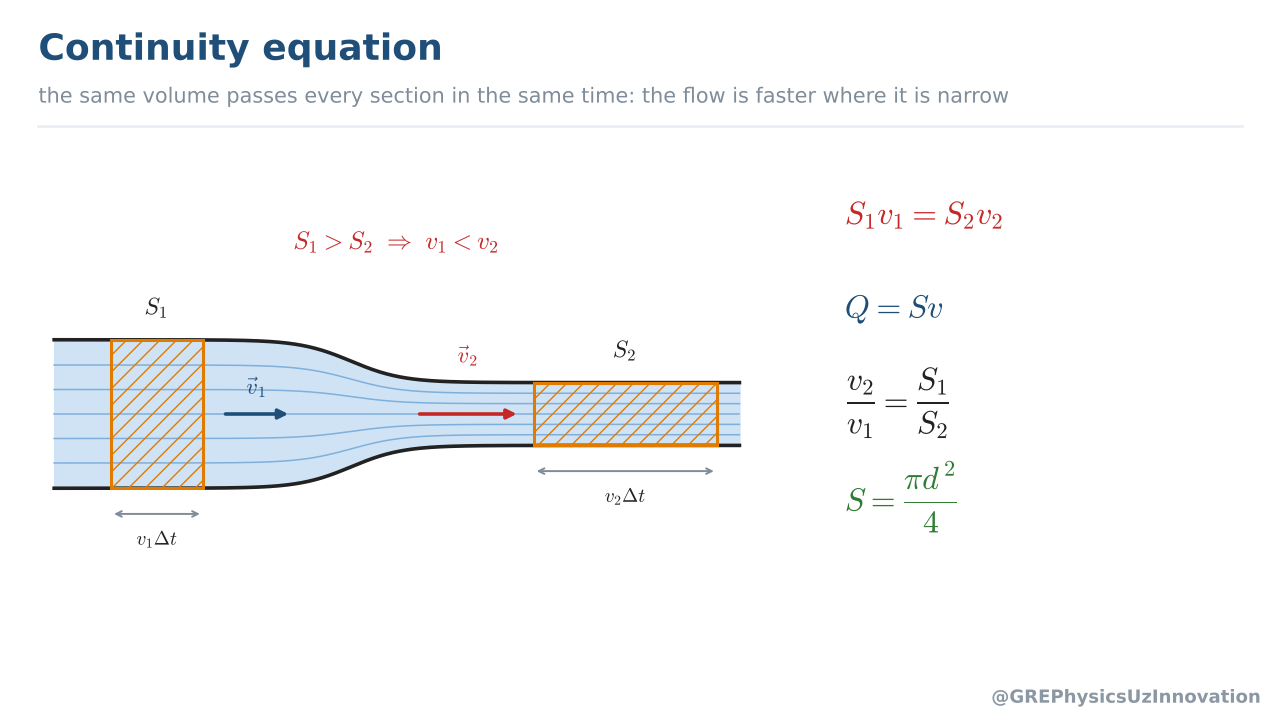 Continuity equation
the same volume passes every section in the same time: the flow is faster where it is narrow
S₁ > S₂ ⇒ v₁ < v₂
S₁
v⃗₁
v₁Δt
v⃗₂
S₂
v₂Δt
S₁v₁ = S₂v₂
Q = Sv
v₂/v₁ = S₁/S₂
S = πd²/4
@GREPhysicsUzInnovation